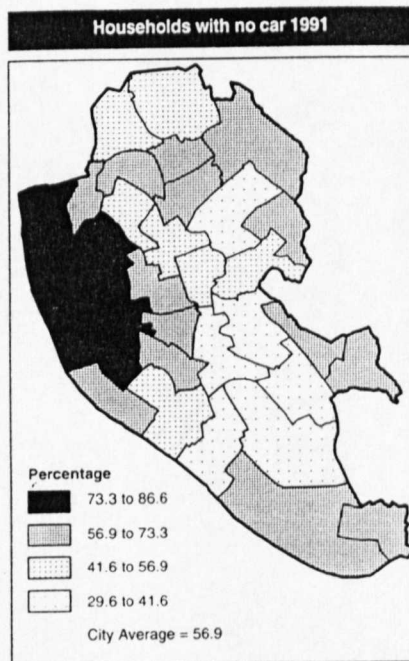 Households with no car 1991
Percentage
73.3 to 86.6
56.9 to 73.3
41.6 to 56.9
29.6 to 41.6
City Average = 56.9